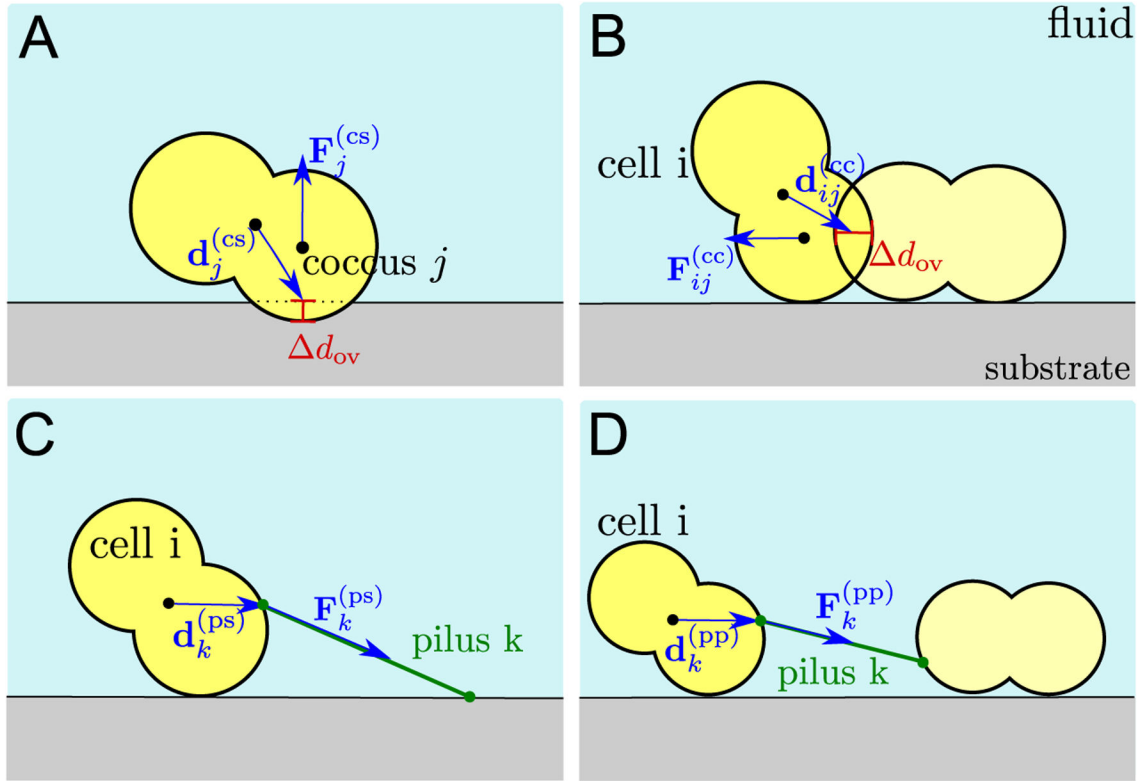 A
F_j^(cs)
d_j^(cs)
coccus j
Δd_ov
B
fluid
cell i
d_ij^(cc)
F_ij^(cc)
Δd_ov
substrate
C
cell i
F_k^(ps)
d_k^(ps)
pilus k
D
cell i
F_k^(pp)
d_k^(pp)
pilus k